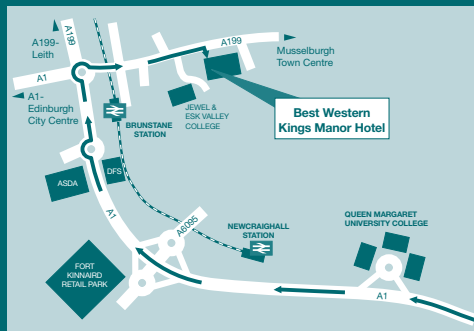 A199-
Leith
A199
A199
Musselburgh
Town Centre
A1
A1-
Edinburgh
City Centre
BRUNSTANE
STATION
JEWEL &
ESK VALLEY
COLLEGE
Best Western
Kings Manor Hotel
ASDA
DFS
A1
A6095
NEWCRAIGHALL
STATION
QUEEN MARGARET
UNIVERSITY COLLEGE
FORT
KINNAIRD
RETAIL PARK
A1